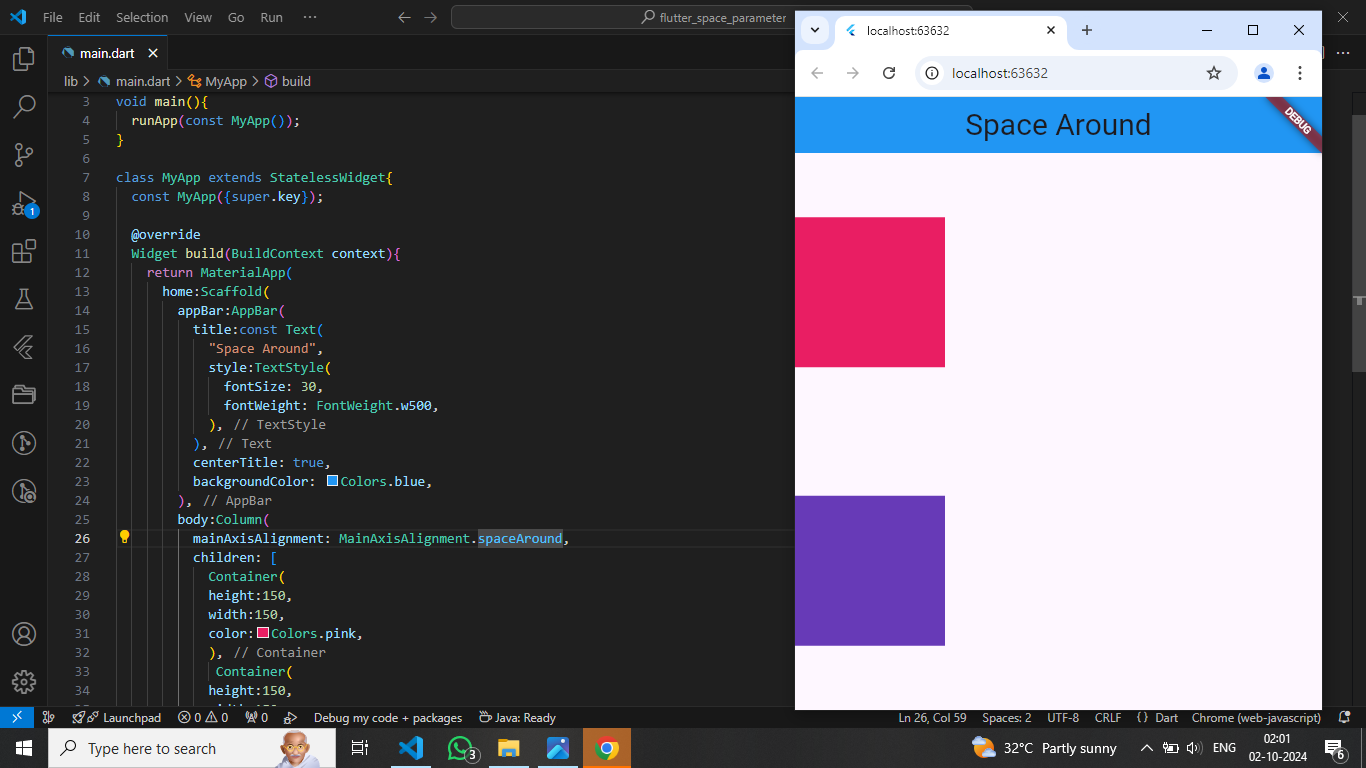 File Edit Selection View Go Run ···
flutter_space_parameter
main.dart
lib > main.dart > MyApp > build
3 void main(){
4 runApp(const MyApp());
5 }
6
7 class MyApp extends StatelessWidget{
8 const MyApp({super.key});
9
10 @override
11 Widget build(BuildContext context){
12 return MaterialApp(
13 home:Scaffold(
14 appBar:AppBar(
15 title:const Text(
16 "Space Around",
17 style:TextStyle(
18 fontSize: 30,
19 fontWeight: FontWeight.w500,
20 ), // TextStyle
21 ), // Text
22 centerTitle: true,
23 backgroundColor: Colors.blue,
24 ), // AppBar
25 body:Column(
26 mainAxisAlignment: MainAxisAlignment.spaceAround,
27 children: [
28 Container(
29 height:150,
30 width:150,
31 color:Colors.pink,
32 ), // Container
33 Container(
34 height:150,
1
localhost:63632
localhost:63632
Space Around
DEBUG
Launchpad 0 0 0 Debug my code + packages Java: Ready Ln 26, Col 59 Spaces: 2 UTF-8 CRLF {} Dart Chrome (web-javascript)
Type here to search
3
32°C Partly sunny
ENG
02:01
02-10-2024
6